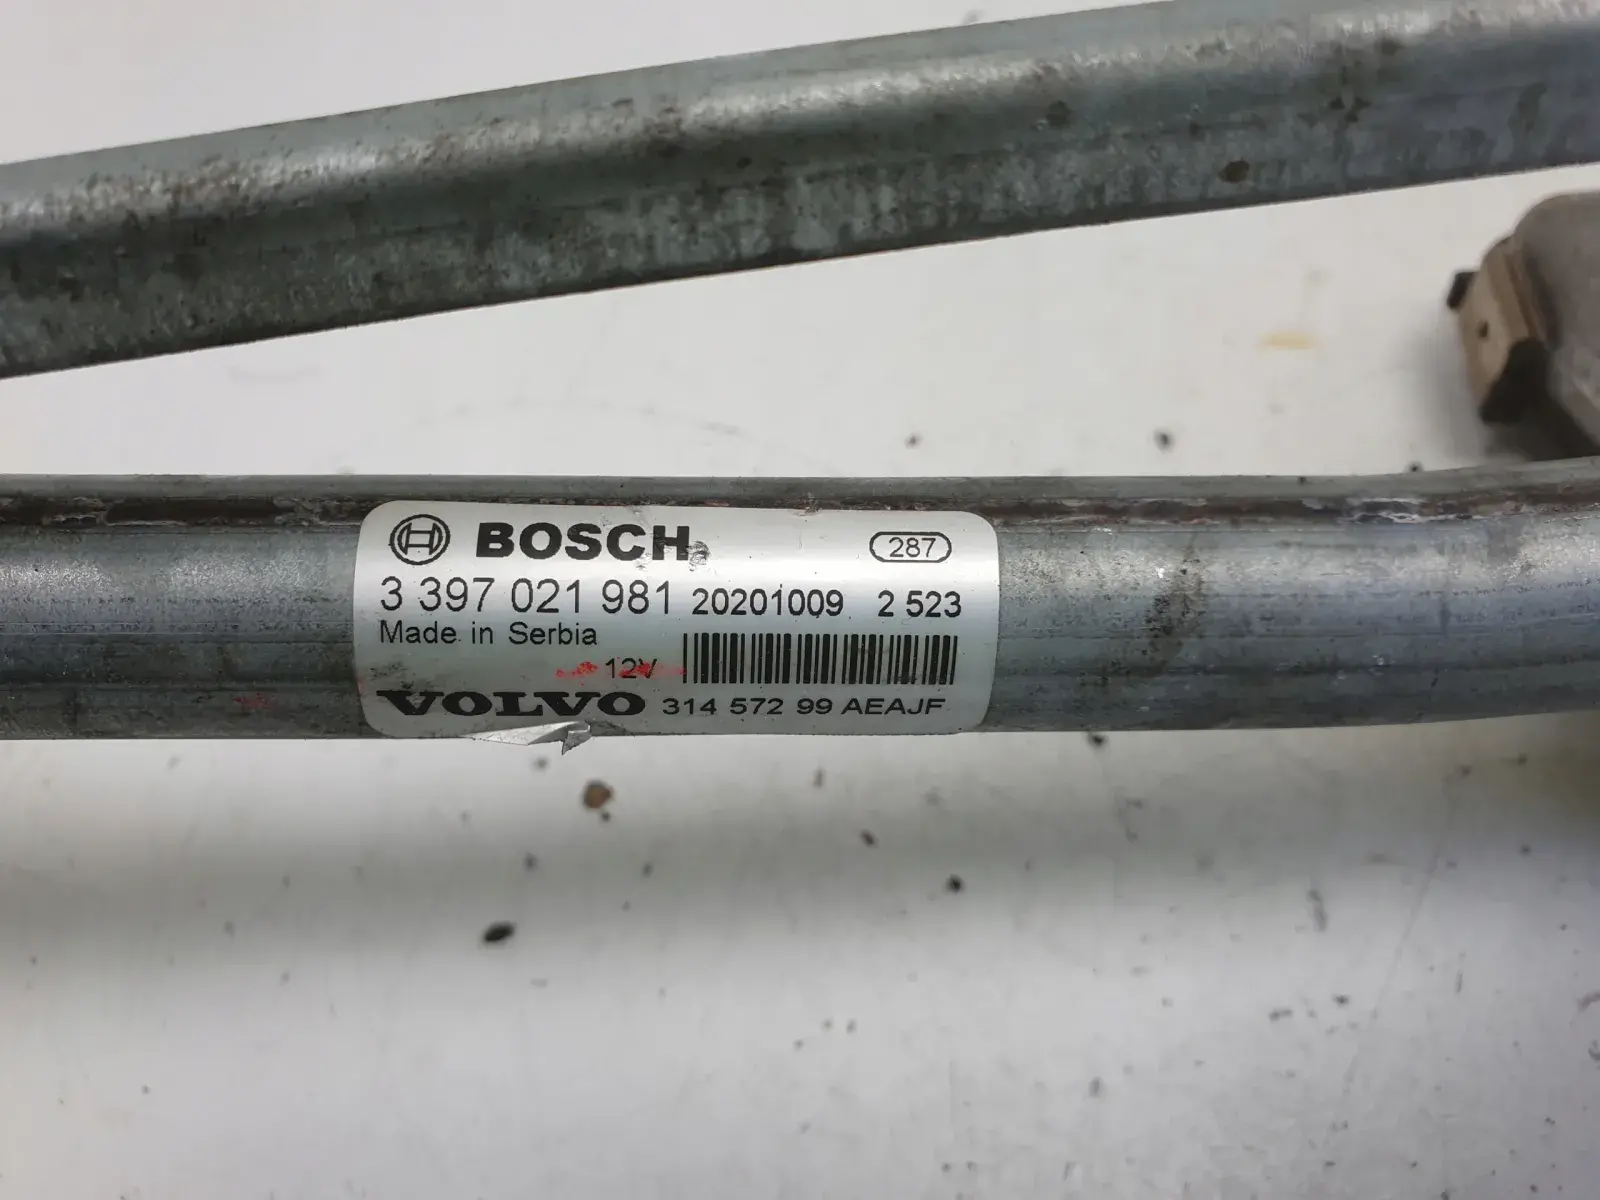 BOSCH 287
3 397 021 981 20201009 2 523
Made in Serbia
12V
VOLVO 314 572 99 AEAJF